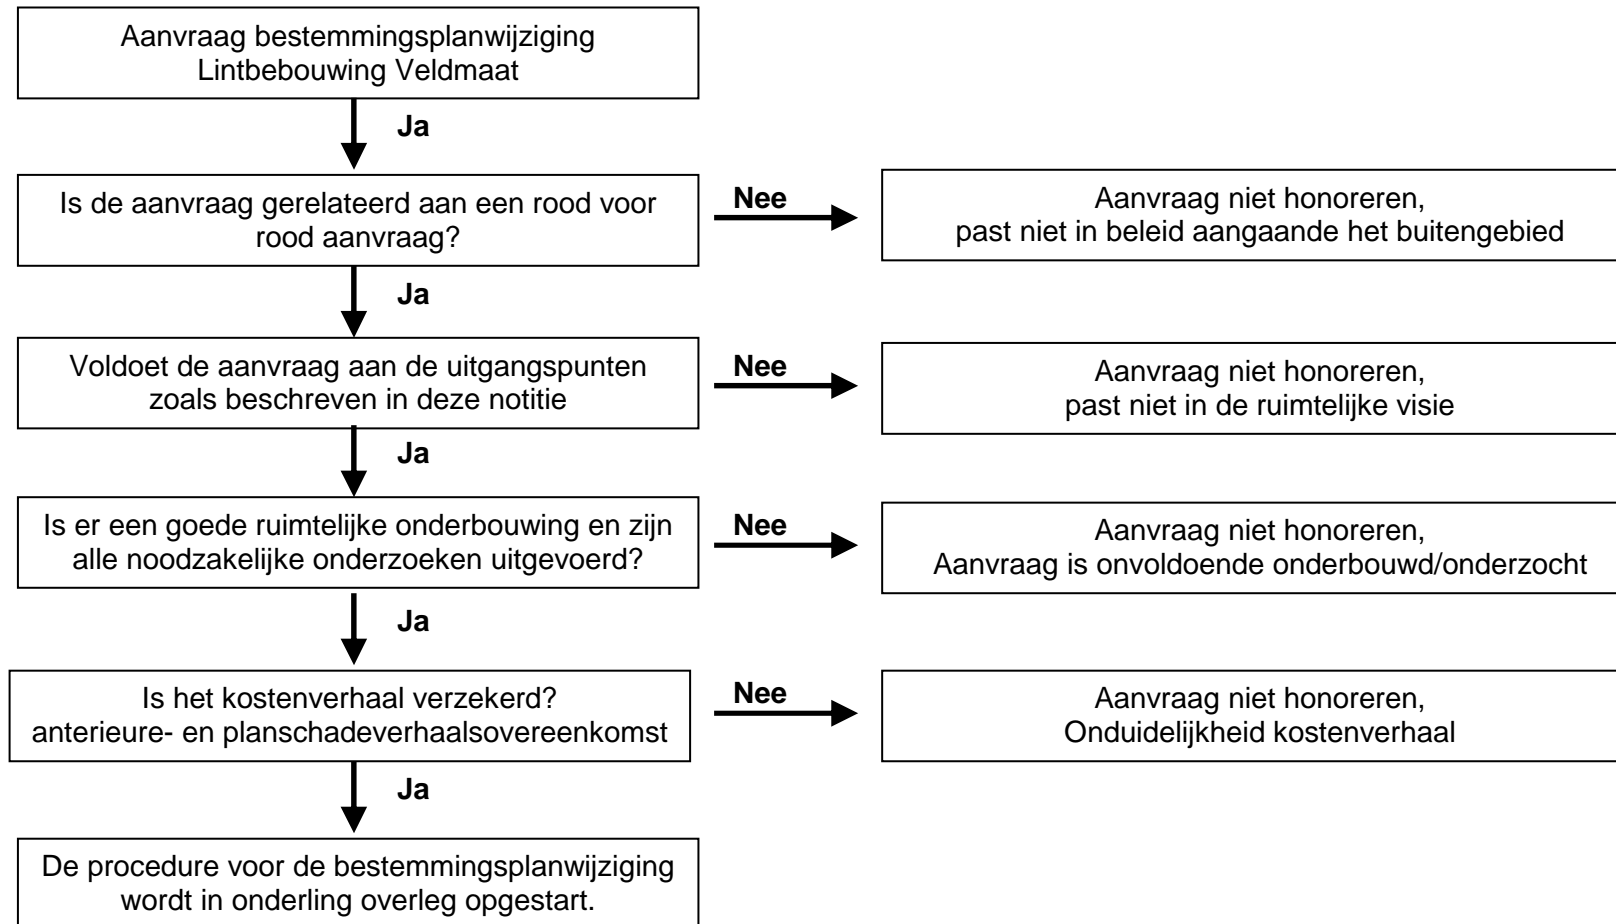 Aanvraag bestemmingsplanwijziging
Lintbebouwing Veldmaat
Ja
Is de aanvraag gerelateerd aan een rood voor
rood aanvraag?
Nee
Aanvraag niet honoreren,
past niet in beleid aangaande het buitengebied
Ja
Voldoet de aanvraag aan de uitgangspunten
zoals beschreven in deze notitie
Nee
Aanvraag niet honoreren,
past niet in de ruimtelijke visie
Ja
Is er een goede ruimtelijke onderbouwing en zijn
alle noodzakelijke onderzoeken uitgevoerd?
Nee
Aanvraag niet honoreren,
Aanvraag is onvoldoende onderbouwd/onderzocht
Ja
Is het kostenverhaal verzekerd?
anterieure- en planschadeverhaalsovereenkomst
Nee
Aanvraag niet honoreren,
Onduidelijkheid kostenverhaal
Ja
De procedure voor de bestemmingsplanwijziging
wordt in onderling overleg opgestart.